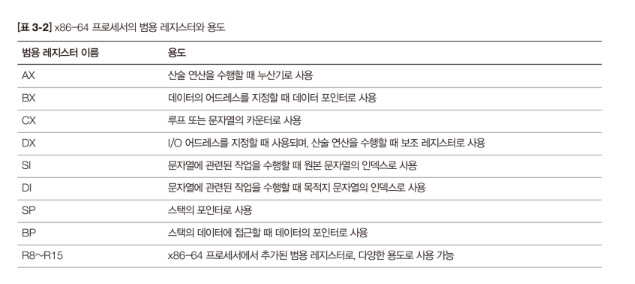 [표 3-2] x86-64 프로세서의 범용 레지스터와 용도
범용 레지스터 이름 용도
AX 산술 연산을 수행할 때 누산기로 사용
BX 데이터의 어드레스를 지정할 때 데이터 포인터로 사용
CX 루프 또는 문자열의 카운터로 사용
DX I/O 어드레스를 지정할 때 사용되며, 산술 연산을 수행할 때 보조 레지스터로 사용
SI 문자열에 관련된 작업을 수행할 때 원본 문자열의 인덱스로 사용
DI 문자열에 관련된 작업을 수행할 때 목적지 문자열의 인덱스로 사용
SP 스택의 포인터로 사용
BP 스택의 데이터에 접근할 때 데이터의 포인터로 사용
R8~R15 x86-64 프로세서에서 추가된 범용 레지스터로, 다양한 용도로 사용 가능